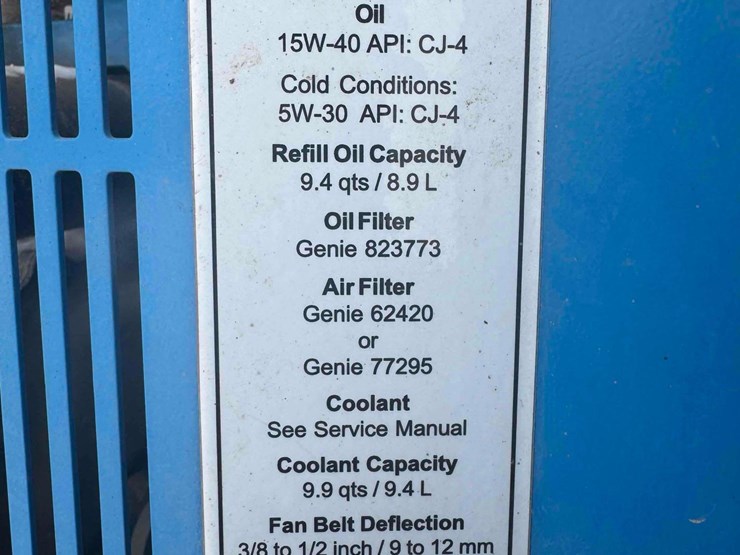 Oil
15W-40 API: CJ-4
Cold Conditions:
5W-30 API: CJ-4
Refill Oil Capacity
9.4 qts / 8.9 L
Oil Filter
Genie 823773
Air Filter
Genie 62420
or
Genie 77295
Coolant
See Service Manual
Coolant Capacity
9.9 qts / 9.4 L
Fan Belt Deflection
3/8 to 1/2 inch / 9 to 12 mm